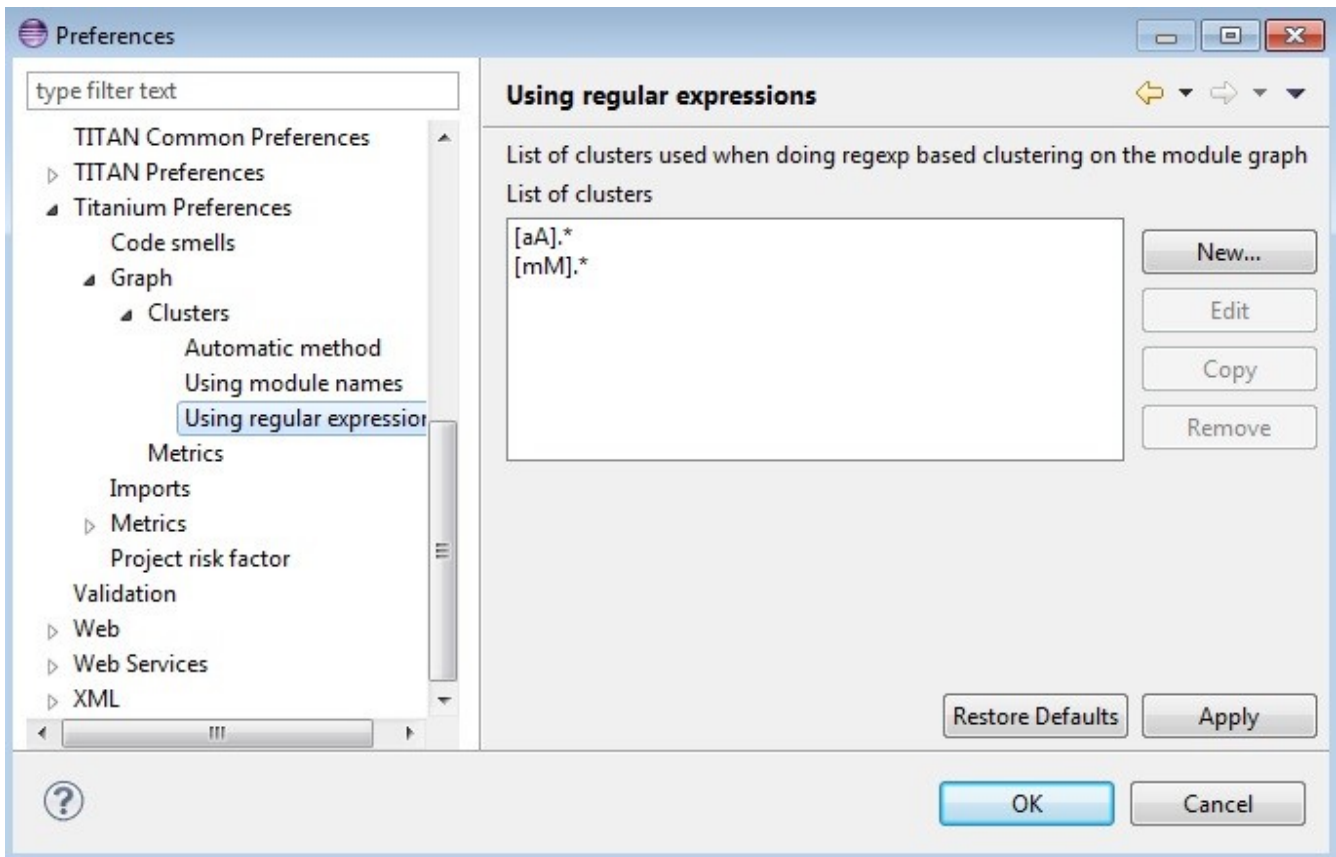 Preferences
type filter text
TITAN Common Preferences
TITAN Preferences
Titanium Preferences
Code smells
Graph
Clusters
Automatic method
Using module names
Using regular expression
Metrics
Imports
Metrics
Project risk factor
Validation
Web
Web Services
XML
Using regular expressions
List of clusters used when doing regexp based clustering on the module graph
List of clusters
[aA].*
[mM].*
New...
Edit
Copy
Remove
Restore Defaults
Apply
OK
Cancel